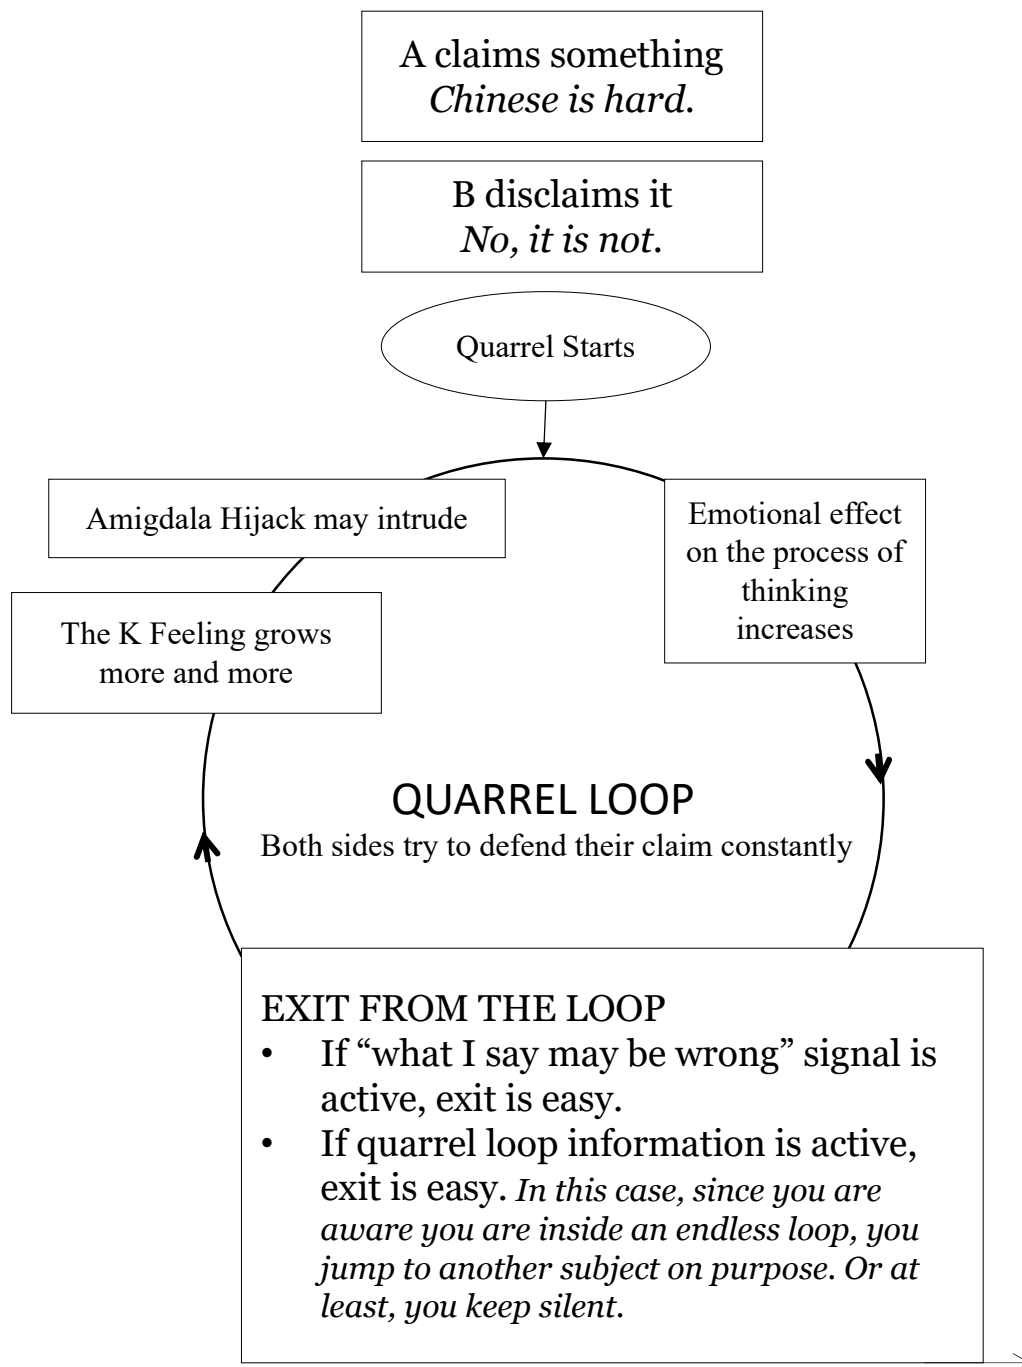 A claims something
Chinese is hard.
B disclaims it
No, it is not.
Quarrel Starts
Amigdala Hijack may intrude
Emotional effect
on the process of
thinking
increases
The K Feeling grows
more and more
QUARREL LOOP
Both sides try to defend their claim constantly
EXIT FROM THE LOOP
• If “what I say may be wrong” signal is
active, exit is easy.
• If quarrel loop information is active,
exit is easy. In this case, since you are
aware you are inside an endless loop, you
jump to another subject on purpose. Or at
least, you keep silent.